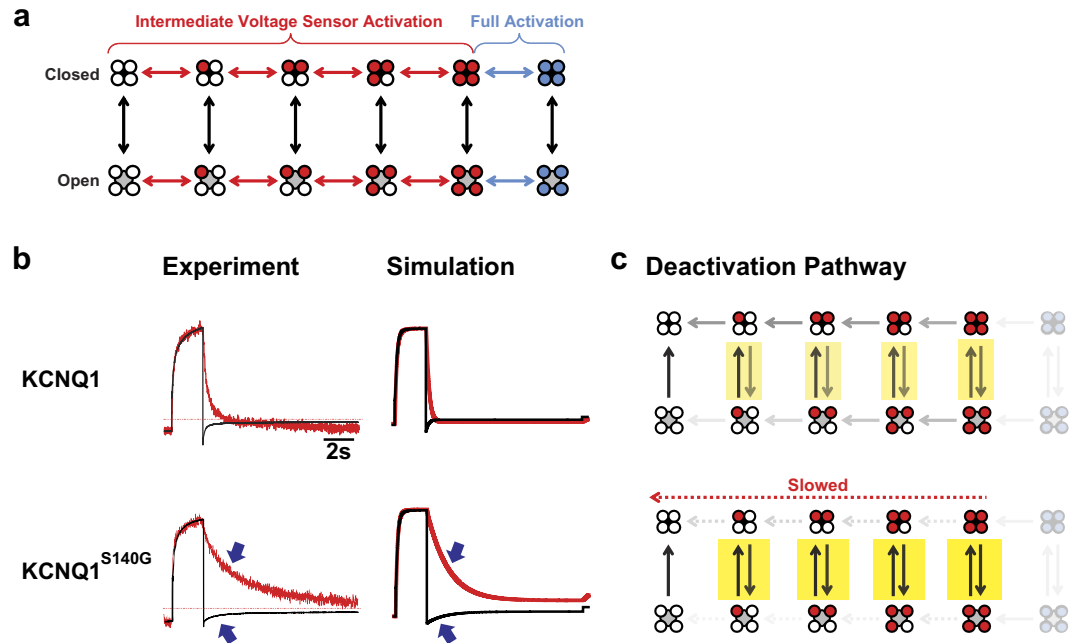 a
Intermediate Voltage Sensor Activation Full Activation
Closed
Open
b Experiment Simulation
KCNQ1
2s
KCNQ1S140G
c Deactivation Pathway
Slowed